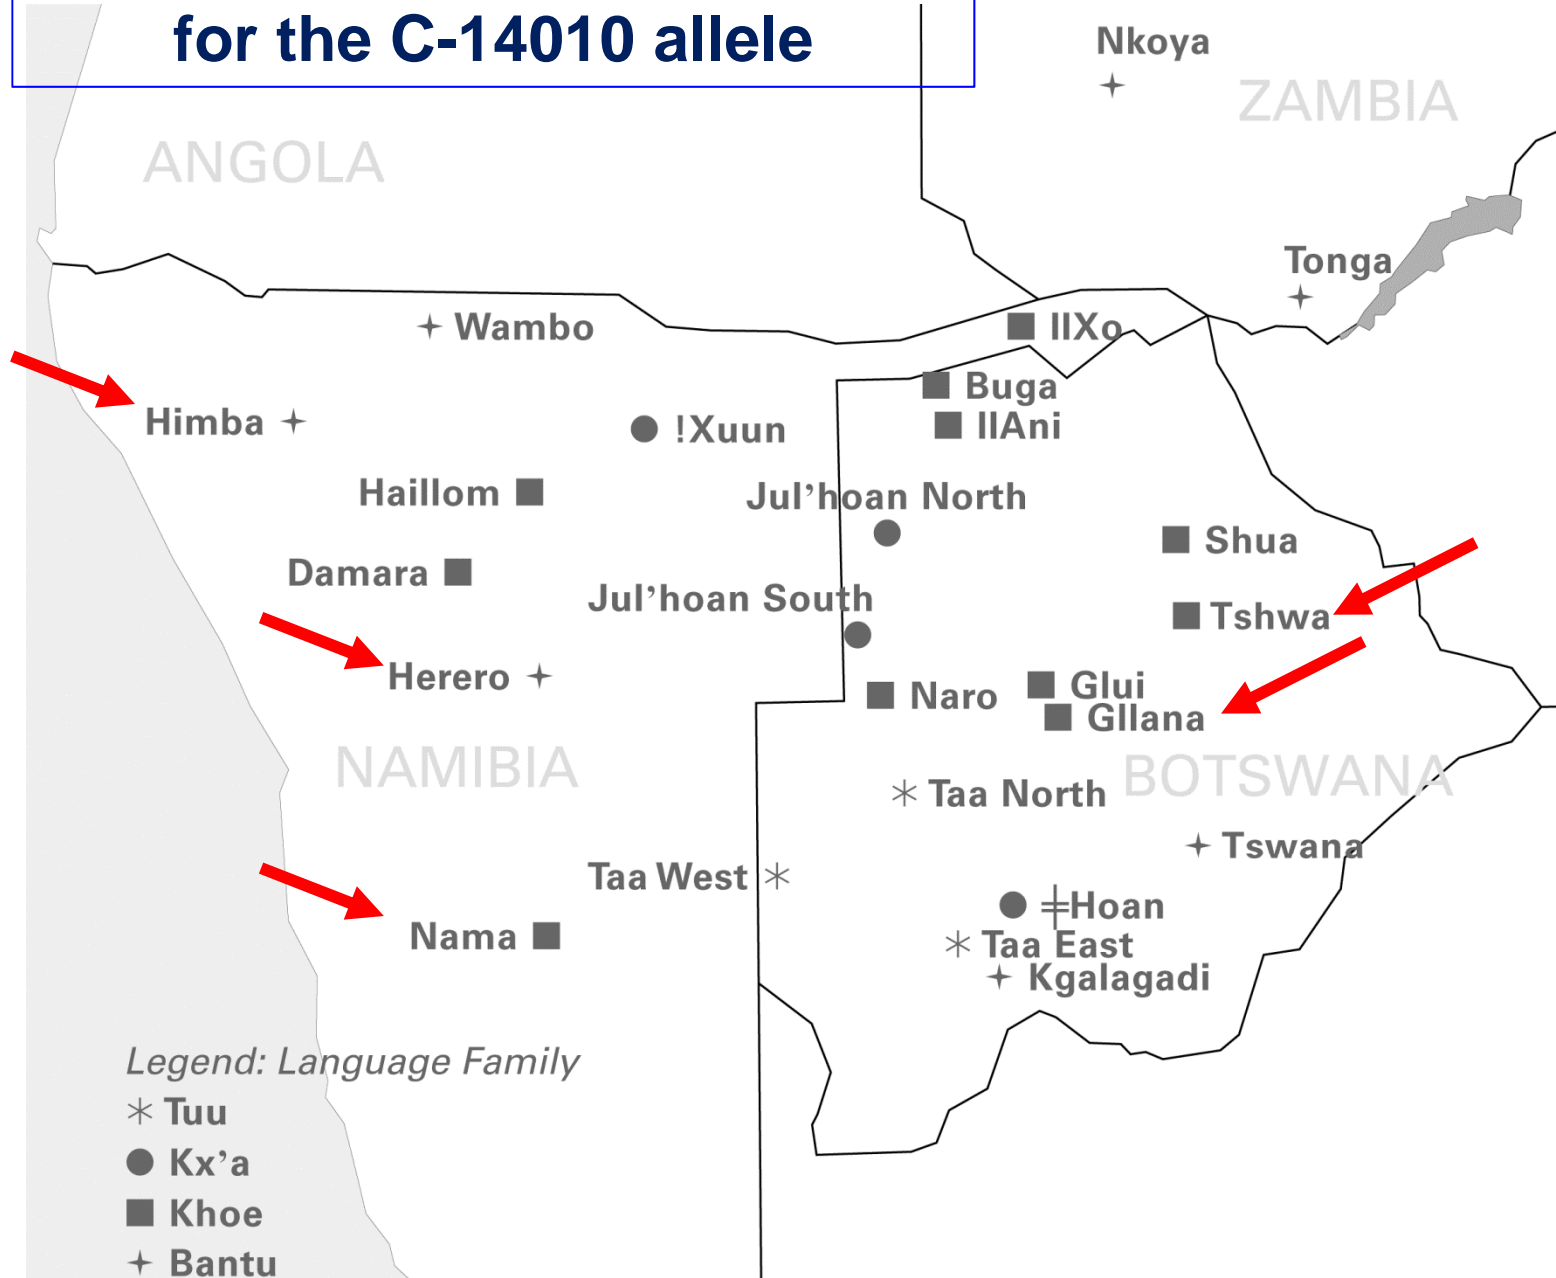 for the C-14010 allele
Nkoya
ZAMBIA
ANGOLA
Tonga
Wambo
llXo
Buga
Himba
!Xuun
llAni
Haillom
Jul’hoan North
Shua
Damara
Jul’hoan South
Tshwa
Herero
Naro
Glui
Gllana
NAMIBIA
BOTSWANA
Taa North
Tswana
Taa West
ǂHoan
Nama
Taa East
Kgalagadi
Legend: Language Family
Tuu
Kx’a
Khoe
Bantu